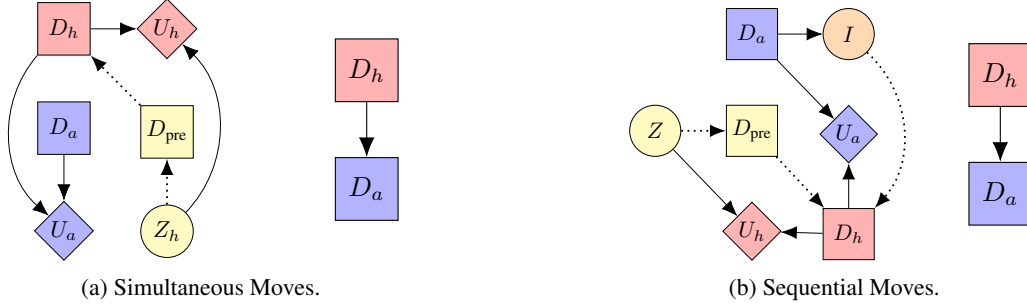 D_h U_h
D_a D_pre
U_a Z_h
D_h
D_a
(a) Simultaneous Moves.
D_a I
Z D_pre U_a
U_h D_h
D_h
D_a
(b) Sequential Moves.